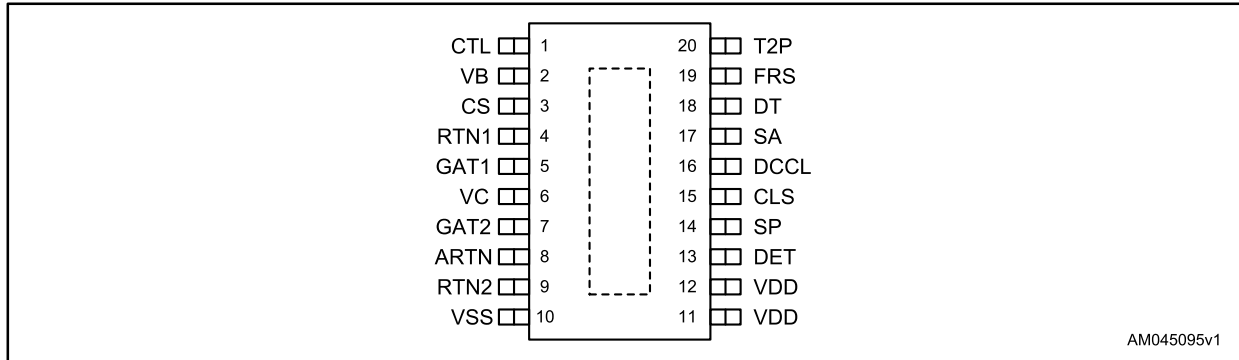 CTL 1 20 T2P
VB 2 19 FRS
CS 3 18 DT
RTN1 4 17 SA
GAT1 5 16 DCCL
VC 6 15 CLS
GAT2 7 14 SP
ARTN 8 13 DET
RTN2 9 12 VDD
VSS 10 11 VDD
AM045095v1